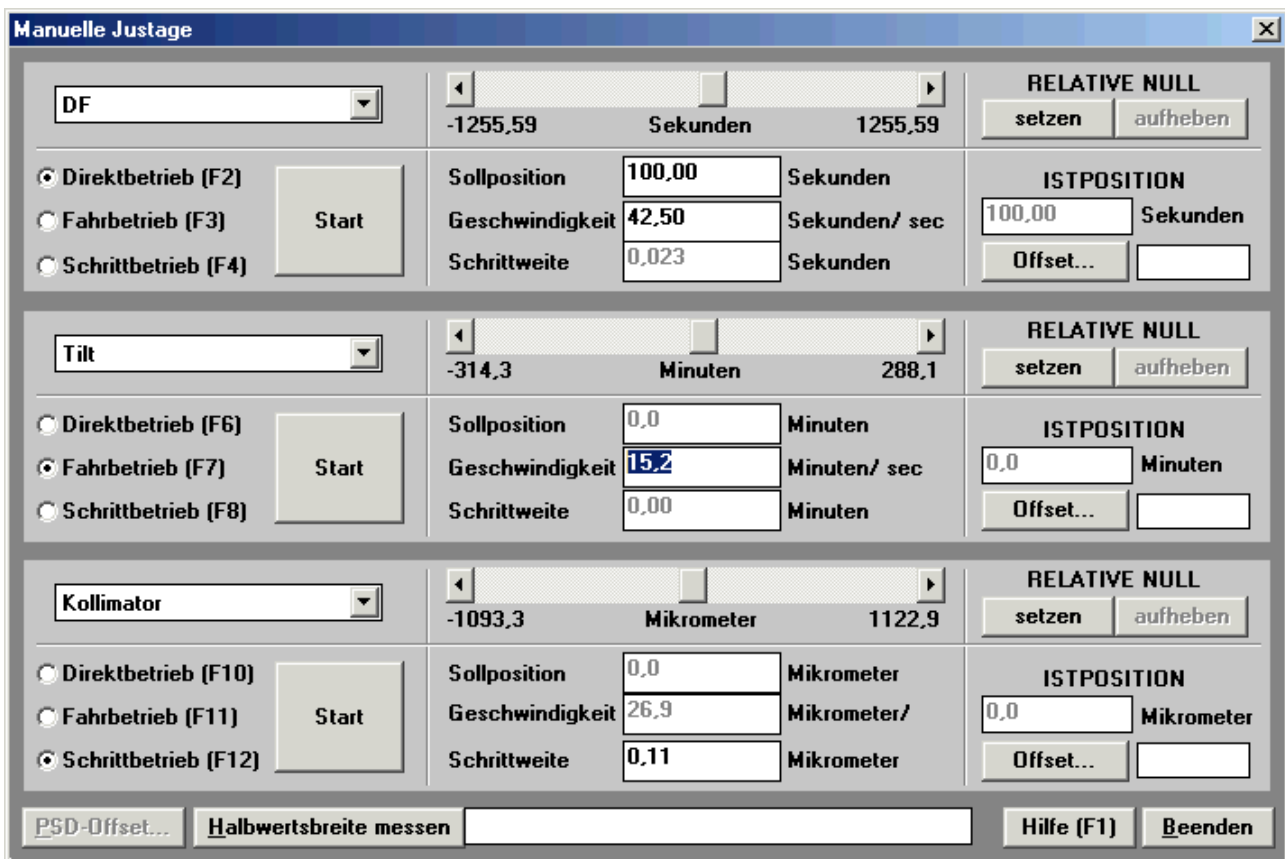 Manuelle Justage
DF
-1255,59 Sekunden 1255,59
RELATIVE NULL
setzen aufheben
Direktbetrieb (F2)
Fahrbetrieb (F3)
Schrittbetrieb (F4)
Start
Sollposition 100,00 Sekunden
Geschwindigkeit 42,50 Sekunden/ sec
Schrittweite 0,023 Sekunden
ISTPOSITION
100,00 Sekunden
Offset...
Tilt
-314,3 Minuten 288,1
RELATIVE NULL
setzen aufheben
Direktbetrieb (F6)
Fahrbetrieb (F7)
Schrittbetrieb (F8)
Start
Sollposition 0,0 Minuten
Geschwindigkeit 15,2 Minuten/ sec
Schrittweite 0,00 Minuten
ISTPOSITION
0,0 Minuten
Offset...
Kollimator
-1093,3 Mikrometer 1122,9
RELATIVE NULL
setzen aufheben
Direktbetrieb (F10)
Fahrbetrieb (F11)
Schrittbetrieb (F12)
Start
Sollposition 0,0 Mikrometer
Geschwindigkeit 26,9 Mikrometer/
Schrittweite 0,11 Mikrometer
ISTPOSITION
0,0 Mikrometer
Offset...
PSD-Offset... Halbwertsbreite messen Hilfe (F1) Beenden